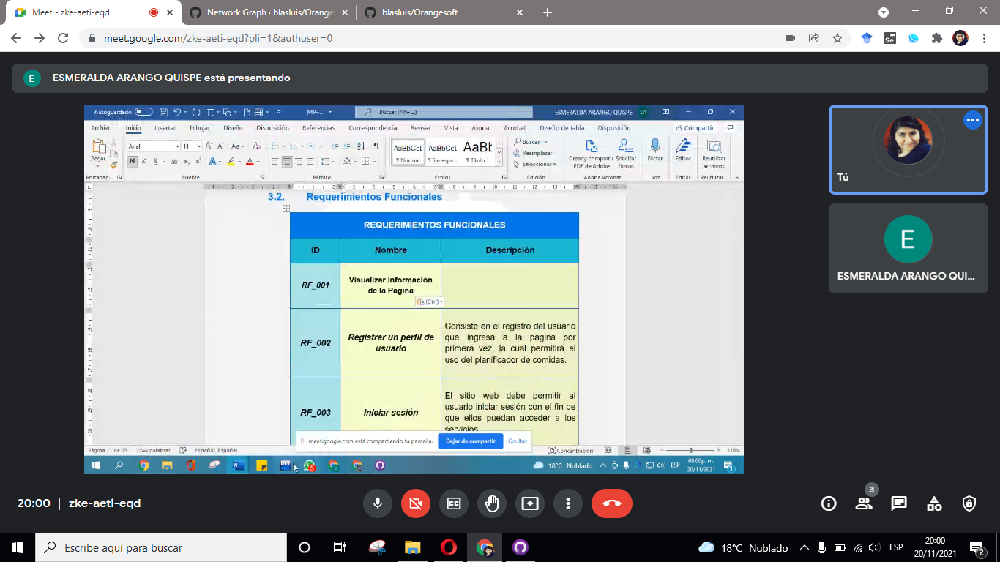 Meet - zke-aeti-eqd
Network Graph · blasluis/Orange
blasluis/Orangesoft
meet.google.com/zke-aeti-eqd?pli=1&authuser=0
E ESMERALDA ARANGO QUISPE está presentando
Autoguardado
MP-...
Buscar (Alt+Q)
ESMERALDA ARANGO QUISPE EA
Archivo Inicio Insertar Dibujar Diseño Disposición Referencias Correspondencia Revisar Vista Ayuda Acrobat Diseño de tabla Disposición
Compartir
Pegar
Arial 11
AaBbCcD AaBbCcD AaBb
¶ Normal ¶ Sin espa... ¶ Título 1
Buscar
Reemplazar
Seleccionar
Crear y compartir PDF de Adobe
Solicitar firmas
Dictar
Editor
Reutilizar archivos
Portapap... Fuente Párrafo Estilos Edición Adobe Acrobat Voz Editor Reutilizar...
3.2. Requerimientos Funcionales
REQUERIMIENTOS FUNCIONALES
ID Nombre Descripción
RF_001
Visualizar Información
de la Página
(Ctrl)
RF_002
Registrar un perfil de
usuario
Consiste en el registro del usuario
que ingresa a la página por
primera vez, la cual permitirá el
uso del planificador de comidas.
RF_003
Iniciar sesión
El sitio web debe permitir al
usuario iniciar sesión con el fin de
que ellos puedan acceder a los
servicios
meet.google.com está compartiendo tu pantalla. Dejar de compartir Ocultar
Página 11 de 15 2244 palabras Español (España) Concentración 110%
18°C Nublado ESP 08:00p. m.
20/11/2021
Tú
E
ESMERALDA ARANGO QUI...
20:00 zke-aeti-eqd
3
Escribe aquí para buscar
18°C Nublado ESP 20:00
20/11/2021
2